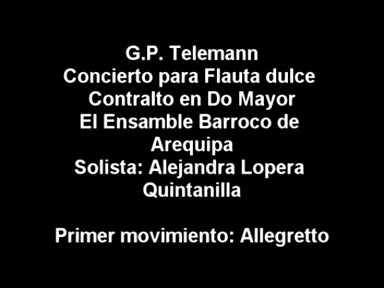 G.P. Telemann
Concierto para Flauta dulce
Contralto en Do Mayor
El Ensamble Barroco de
Arequipa
Solista: Alejandra Lopera
Quintanilla
Primer movimiento: Allegretto